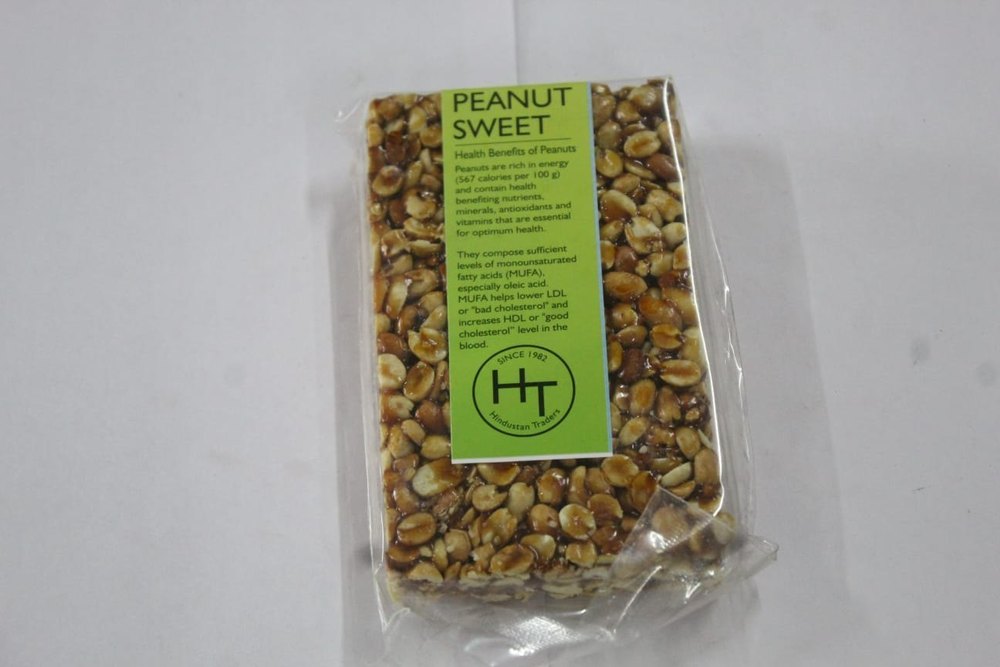 PEANUT
SWEET
Health Benefits of Peanuts
Peanuts are rich in energy
(567 calories per 100 g)
and contain health
benefiting nutrients,
minerals, antioxidants and
vitamins that are essential
for optimum health.
They compose sufficient
levels of monounsaturated
fatty acids (MUFA),
especially oleic acid.
MUFA helps lower LDL
or "bad cholesterol" and
increases HDL or "good
cholesterol" level in the
blood.
SINCE 1982
HT
Hindustan Traders